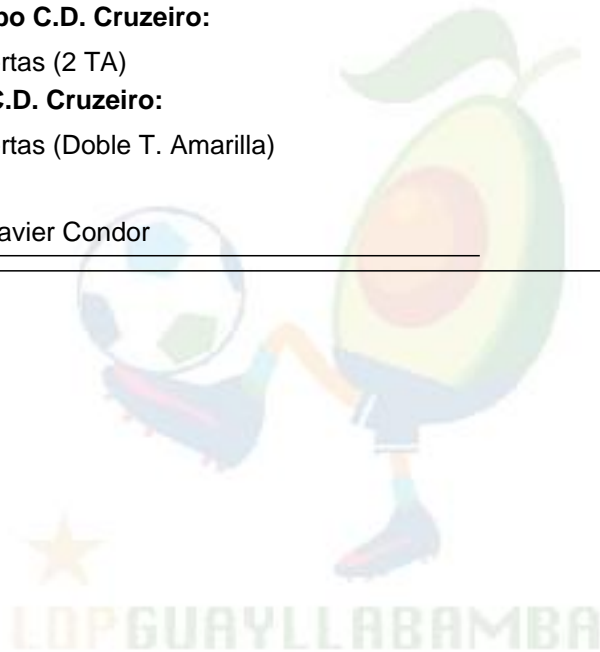 po C.D. Cruzeiro:
rtas (2 TA)
C.D. Cruzeiro:
rtas (Doble T. Amarilla)
avier Condor
LDPGUAYLLABAMBA